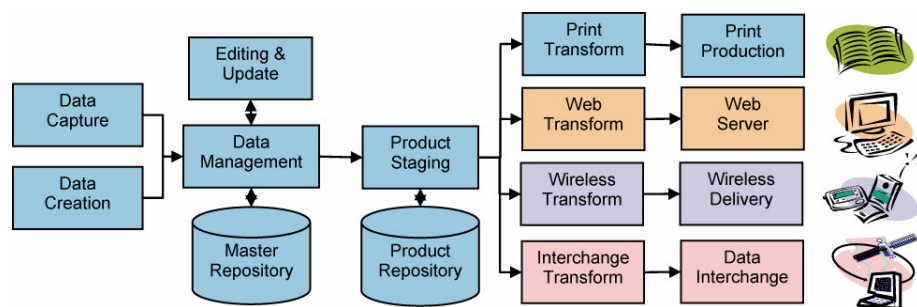 Data
Capture
Data
Creation
Editing &
Update
Data
Management
Master
Repository
Product
Staging
Product
Repository
Print
Transform
Print
Production
Web
Transform
Web
Server
Wireless
Transform
Wireless
Delivery
Interchange
Transform
Data
Interchange